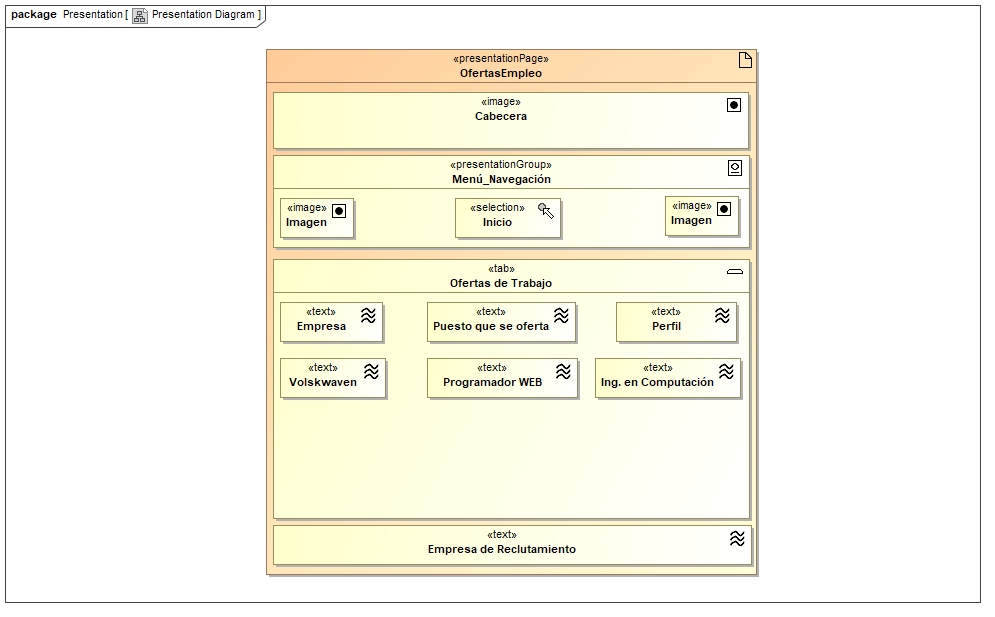 package Presentation [ Presentation Diagram ]
«presentationPage»
OfertasEmpleo
«image»
Cabecera
«presentationGroup»
Menú_Navegación
«image»
Imagen
«selection»
Inicio
«image»
Imagen
«tab»
Ofertas de Trabajo
«text»
Empresa
«text»
Puesto que se oferta
«text»
Perfil
«text»
Volskwaven
«text»
Programador WEB
«text»
Ing. en Computación
«text»
Empresa de Reclutamiento